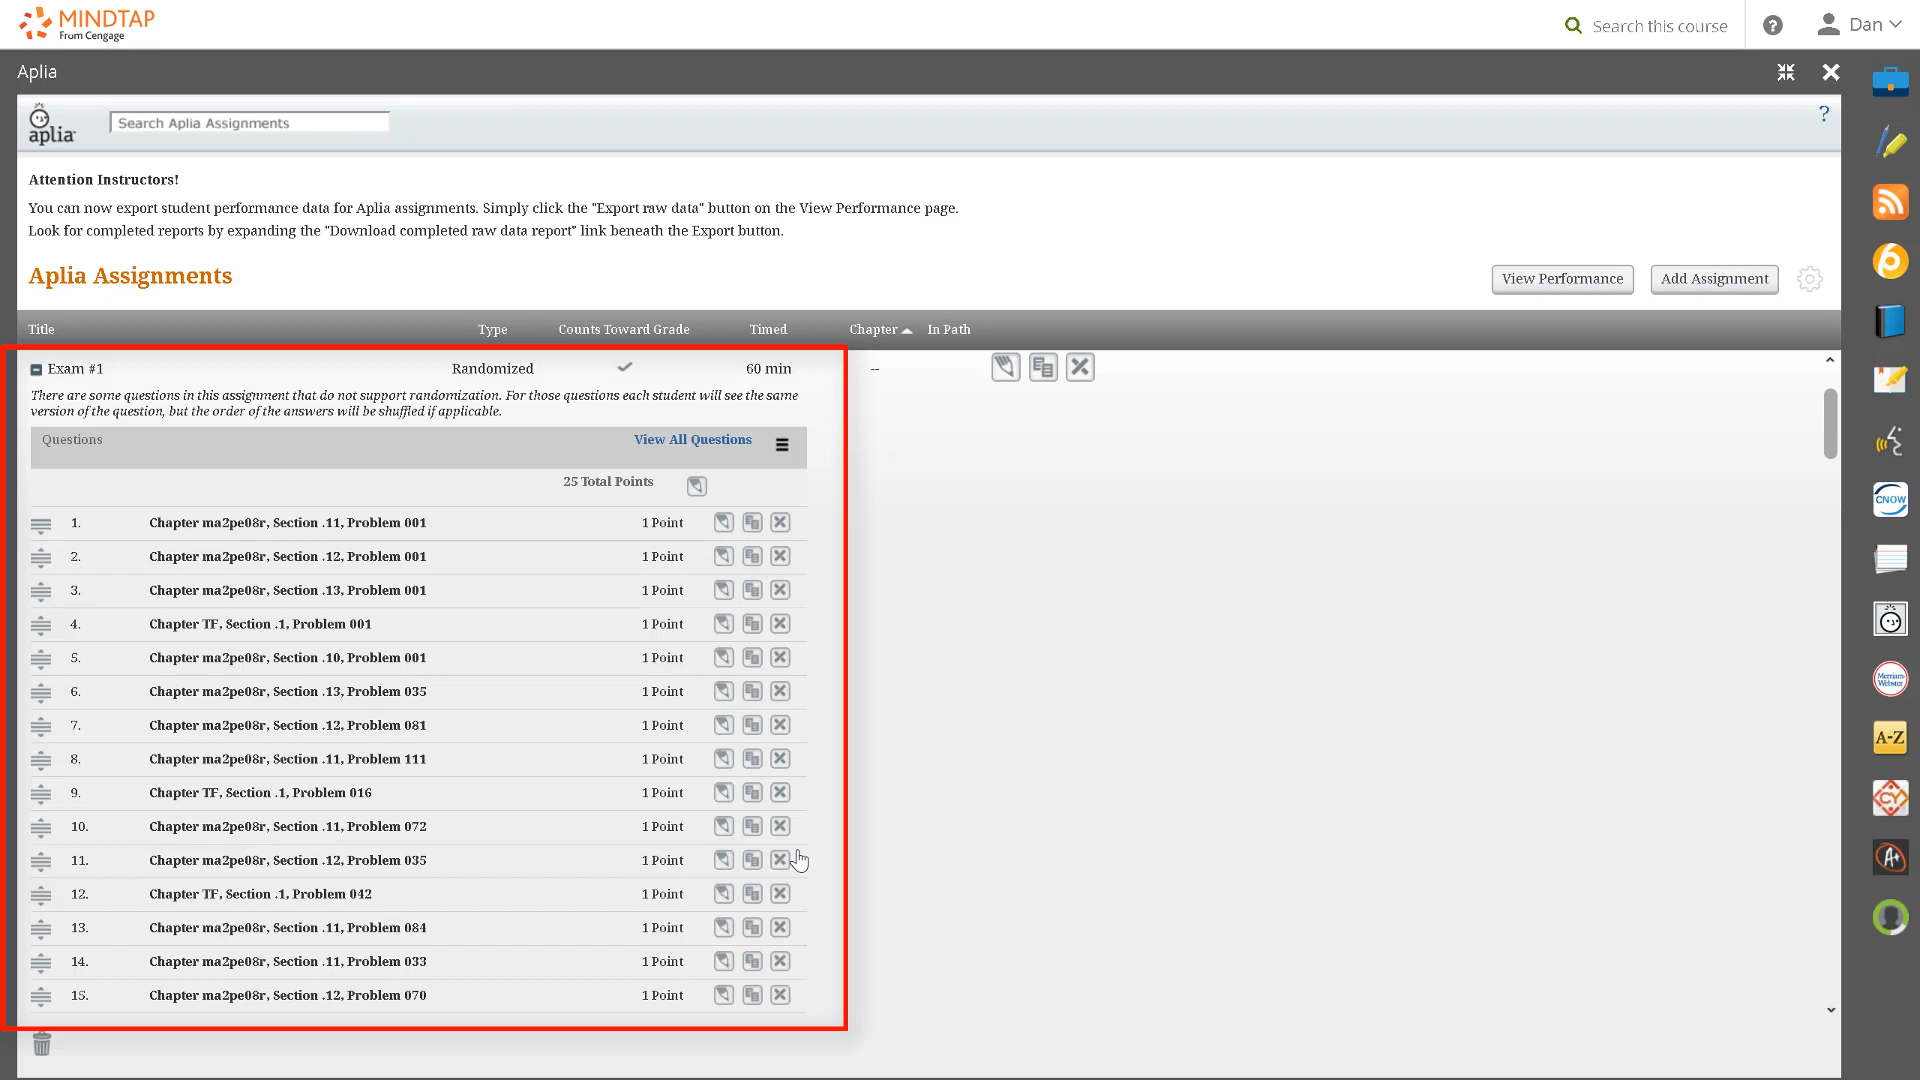 MINDTAP
From Cengage
Search this course
?
Dan
Aplia
aplia
Search Aplia Assignments
?
Attention Instructors!
You can now export student performance data for Aplia assignments. Simply click the "Export raw data" button on the View Performance page.
Look for completed reports by expanding the "Download completed raw data report" link beneath the Export button.
Aplia Assignments
View Performance
Add Assignment
Title Type Counts Toward Grade Timed Chapter In Path
Exam #1 Randomized 60 min --
There are some questions in this assignment that do not support randomization. For those questions each student will see the same
version of the question, but the order of the answers will be shuffled if applicable.
Questions View All Questions
25 Total Points
1. Chapter ma2pe08r, Section .11, Problem 001 1 Point
2. Chapter ma2pe08r, Section .12, Problem 001 1 Point
3. Chapter ma2pe08r, Section .13, Problem 001 1 Point
4. Chapter TF, Section .1, Problem 001 1 Point
5. Chapter ma2pe08r, Section .10, Problem 001 1 Point
6. Chapter ma2pe08r, Section .13, Problem 035 1 Point
7. Chapter ma2pe08r, Section .12, Problem 081 1 Point
8. Chapter ma2pe08r, Section .11, Problem 111 1 Point
9. Chapter TF, Section .1, Problem 016 1 Point
10. Chapter ma2pe08r, Section .11, Problem 072 1 Point
11. Chapter ma2pe08r, Section .12, Problem 035 1 Point
12. Chapter TF, Section .1, Problem 042 1 Point
13. Chapter ma2pe08r, Section .11, Problem 084 1 Point
14. Chapter ma2pe08r, Section .11, Problem 033 1 Point
15. Chapter ma2pe08r, Section .12, Problem 070 1 Point
CNOW
Merriam-
Webster
A-Z
CY
A+